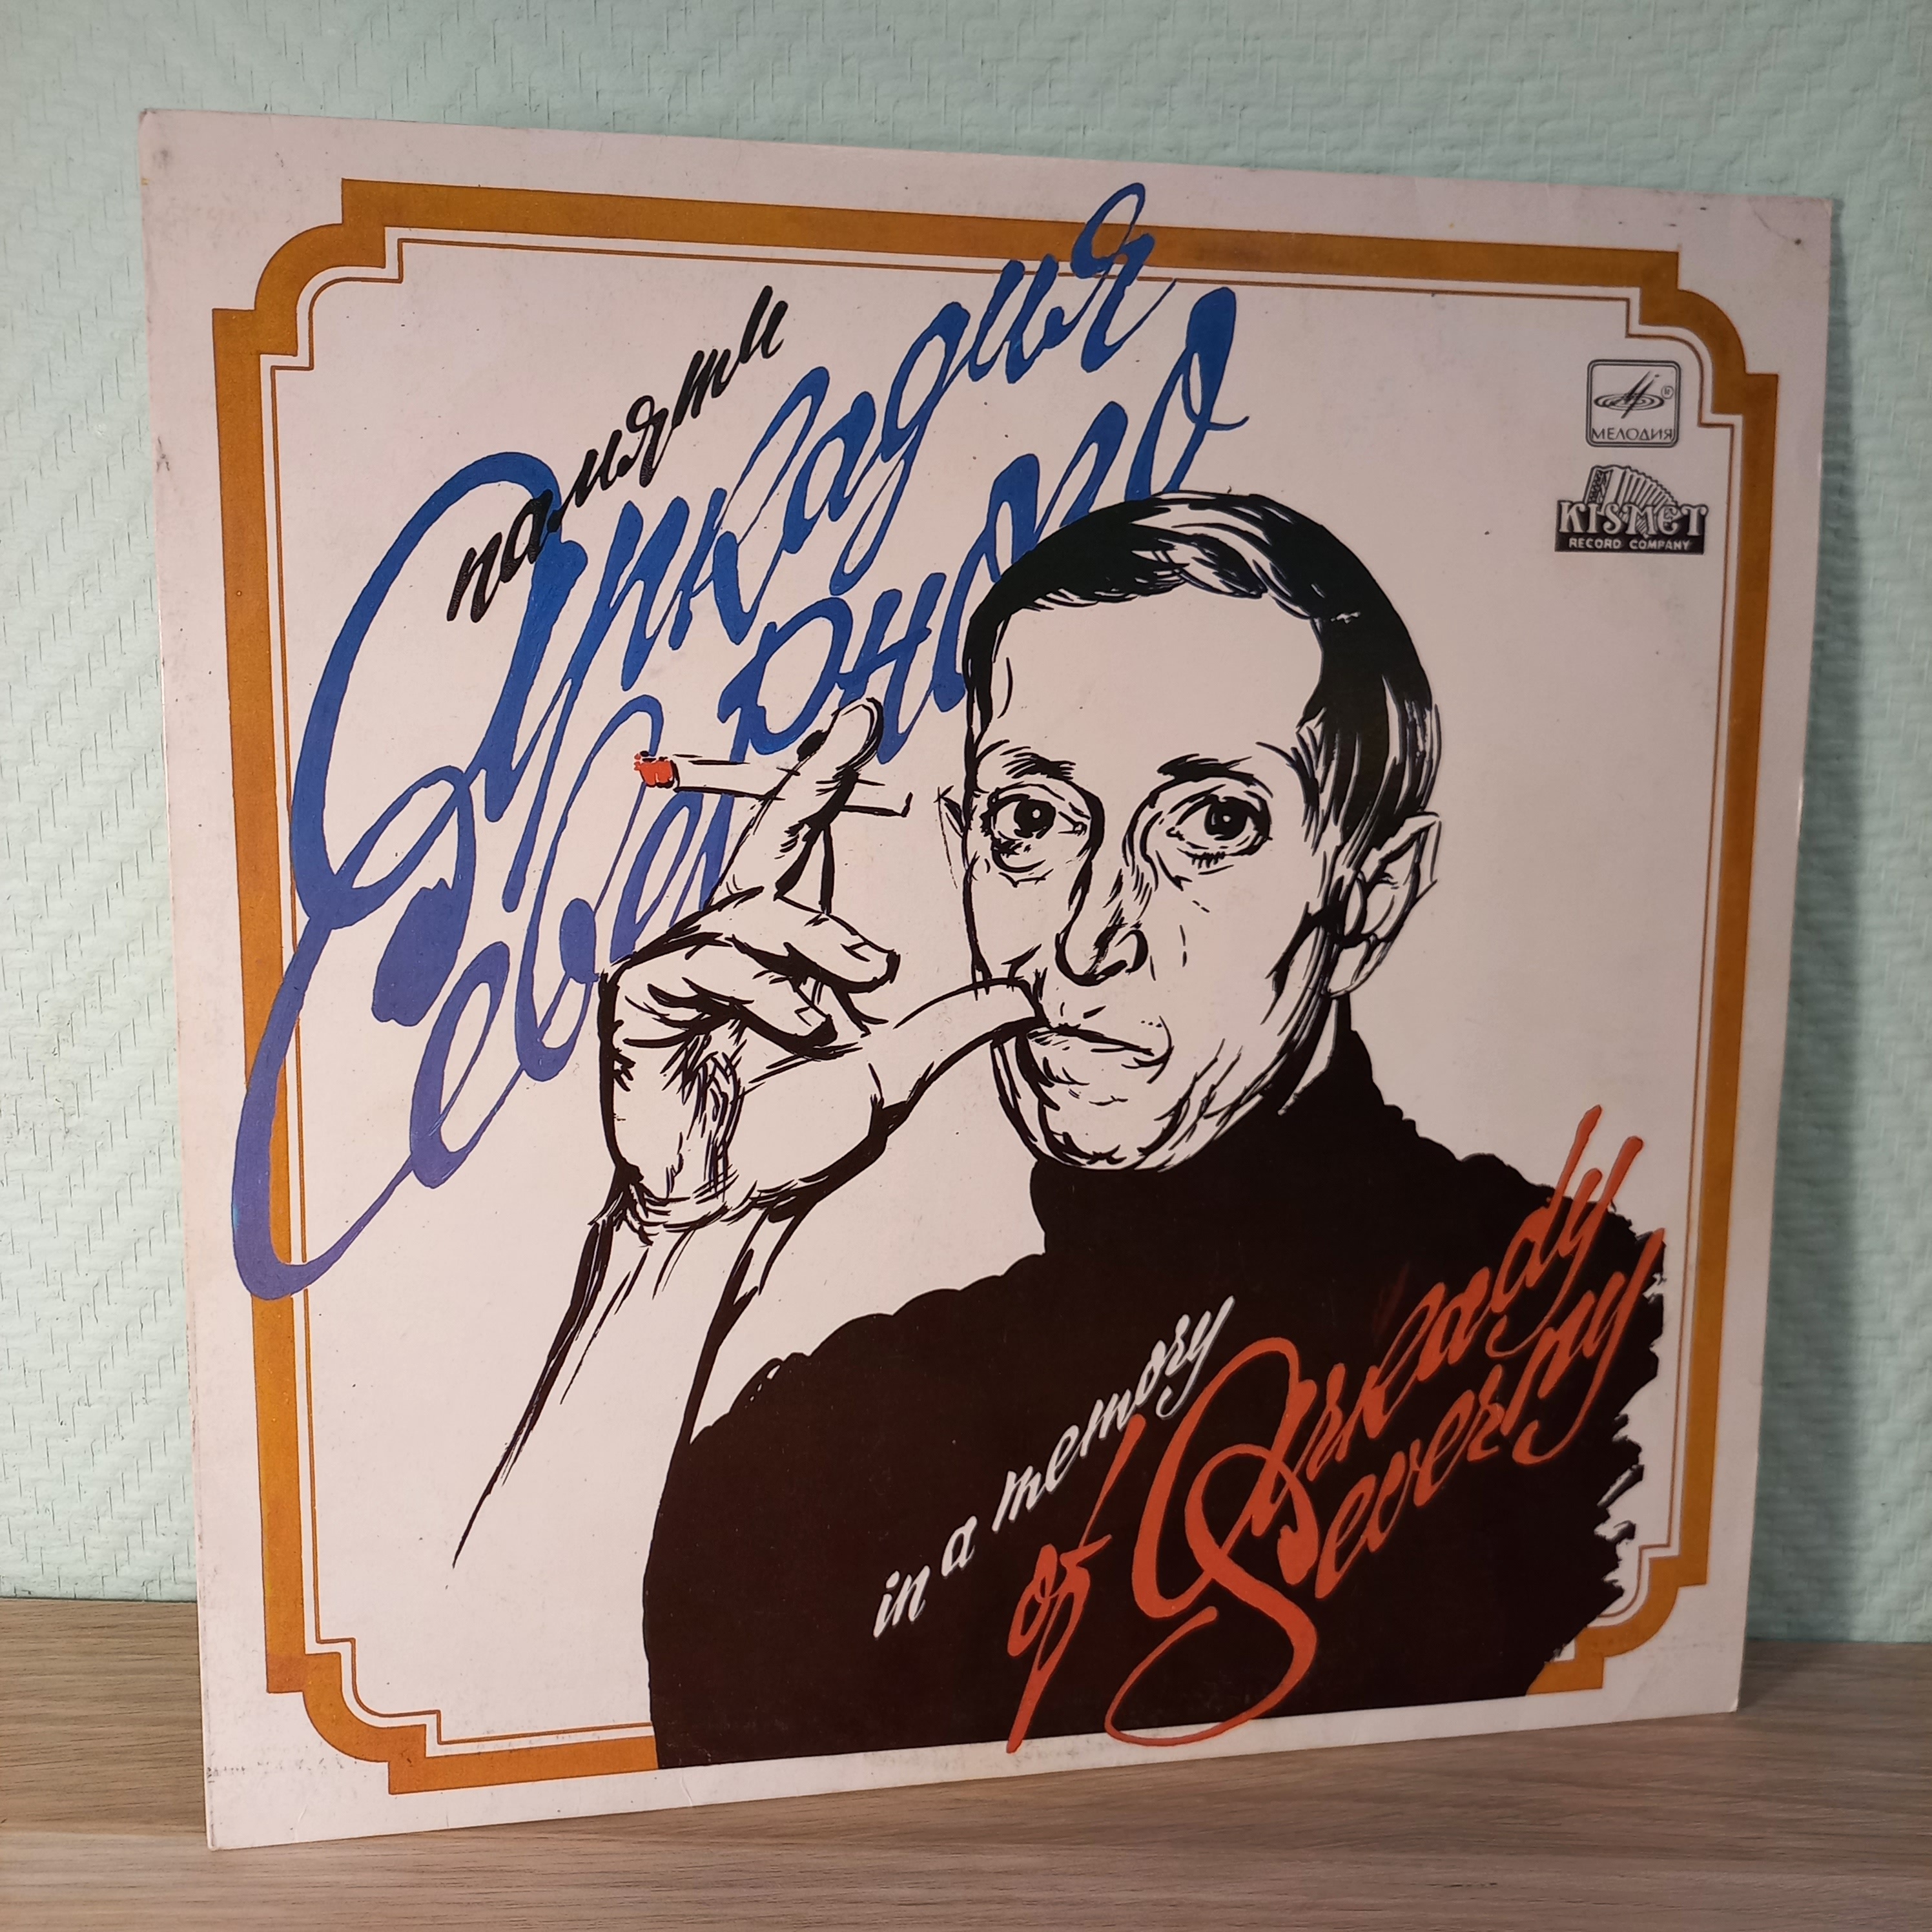 памяти
Аркадия
Северного
МЕЛОДИЯ
KISMET
RECORD COMPANY
in a memory
of Arkady
Severny